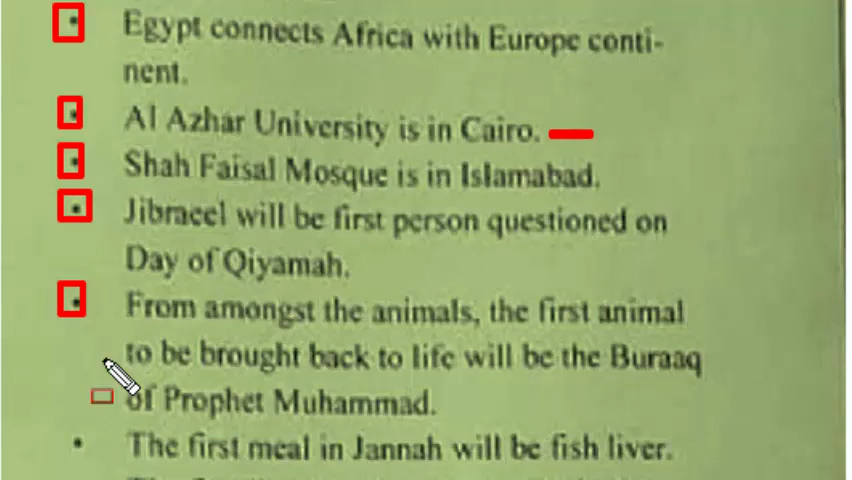 • Egypt connects Africa with Europe conti-
nent.
• Al Azhar University is in Cairo.
• Shah Faisal Mosque is in Islamabad.
• Jibraeel will be first person questioned on
Day of Qiyamah.
• From amongst the animals, the first animal
to be brought back to life will be the Buraaq
of Prophet Muhammad.
• The first meal in Jannah will be fish liver.